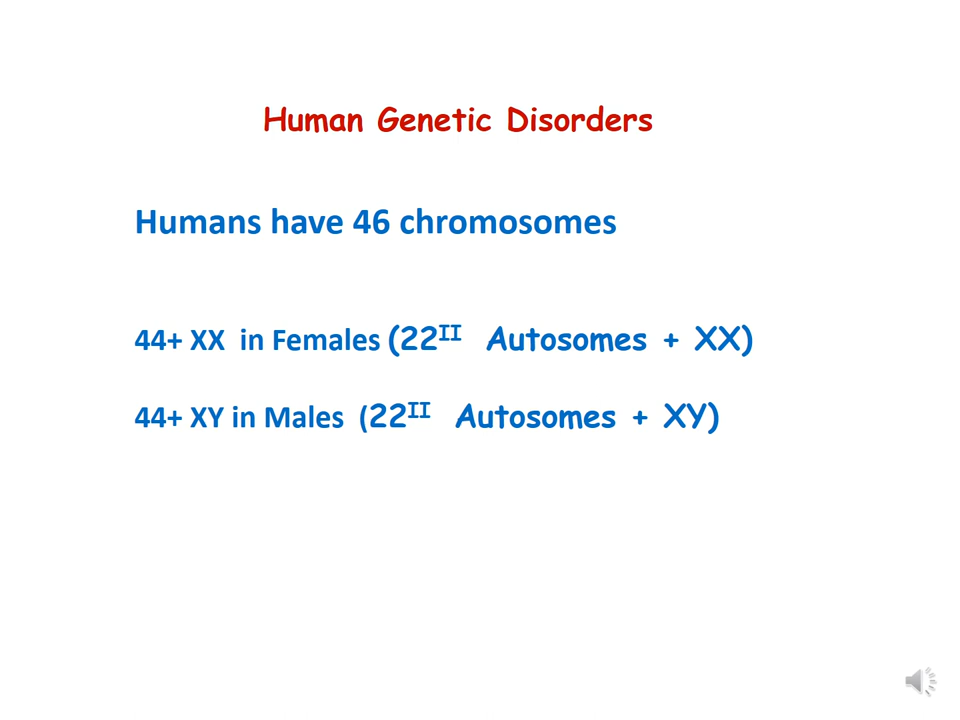 Human Genetic Disorders
Humans have 46 chromosomes
44+ XX in Females (22ᴵᴵ Autosomes + XX)
44+ XY in Males (22ᴵᴵ Autosomes + XY)